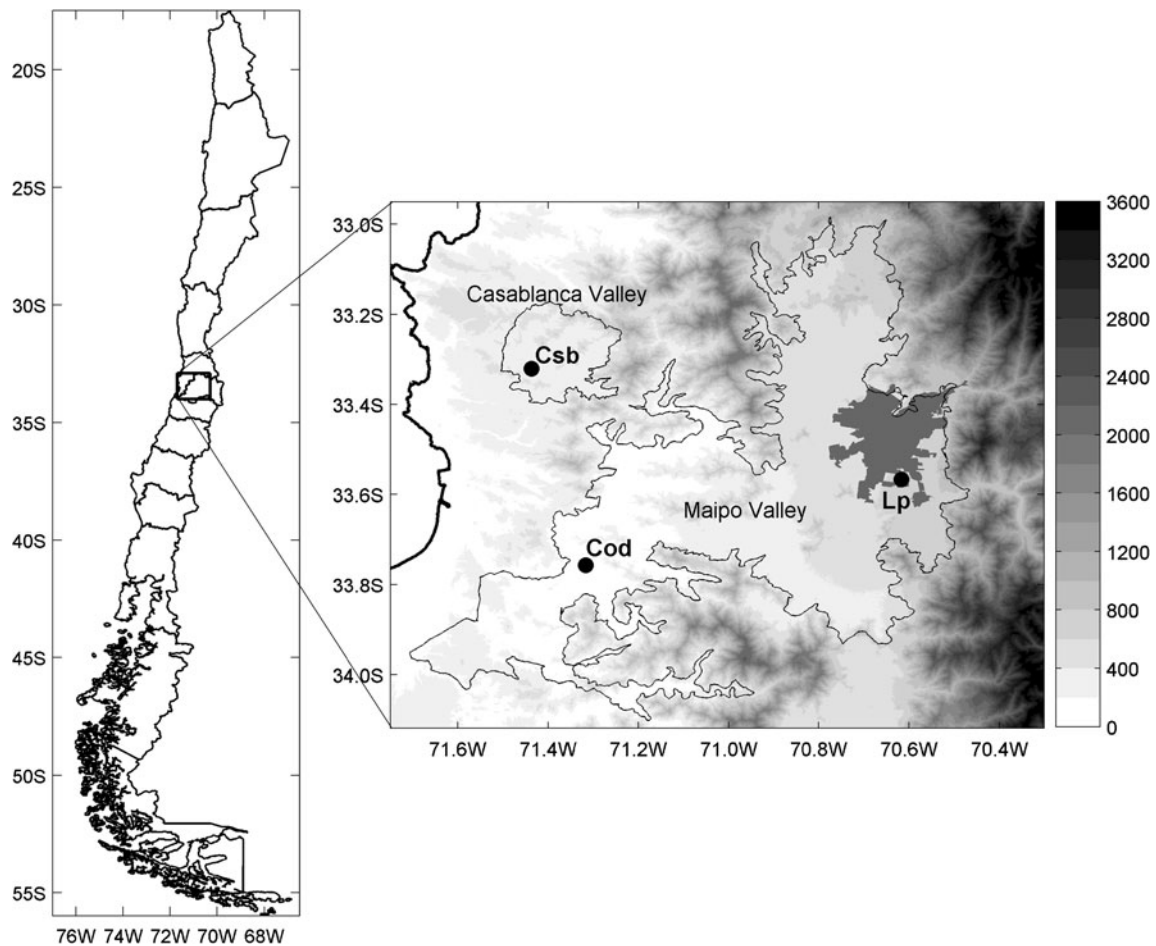 20S
25S
30S
35S
40S
45S
50S
55S
76W 74W 72W 70W 68W
33.0S
33.2S
33.4S
33.6S
33.8S
34.0S
71.6W 71.4W 71.2W 71.0W 70.8W 70.6W 70.4W
Casablanca Valley
Csb
Maipo Valley
Lp
Cod
3600
3200
2800
2400
2000
1600
1200
800
400
0